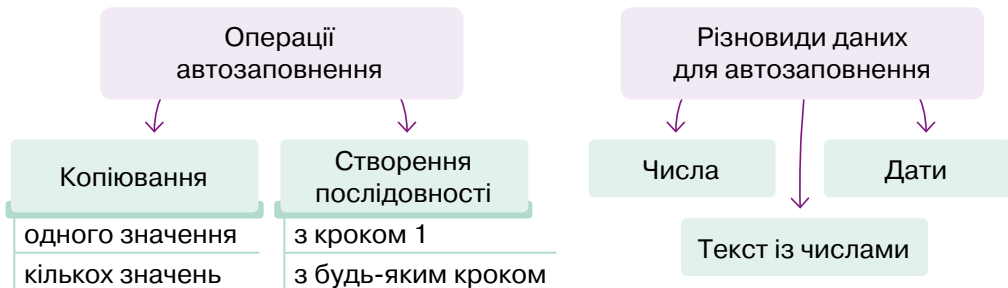 Операції
автозаповнення
Копіювання
одного значення
кількох значень
Створення
послідовності
з кроком 1
з будь-яким кроком
Різновиди даних
для автозаповнення
Числа
Дати
Текст із числами